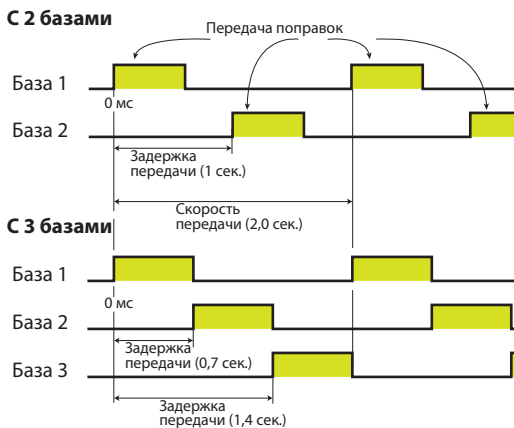 С 2 базами
Передача поправок
База 1
0 мс
База 2
Задержка
передачи (1 сек.)
Скорость
передачи (2,0 сек.)
С 3 базами
База 1
0 мс
База 2
Задержка
передачи (0,7 сек.)
База 3
Задержка
передачи (1,4 сек.)